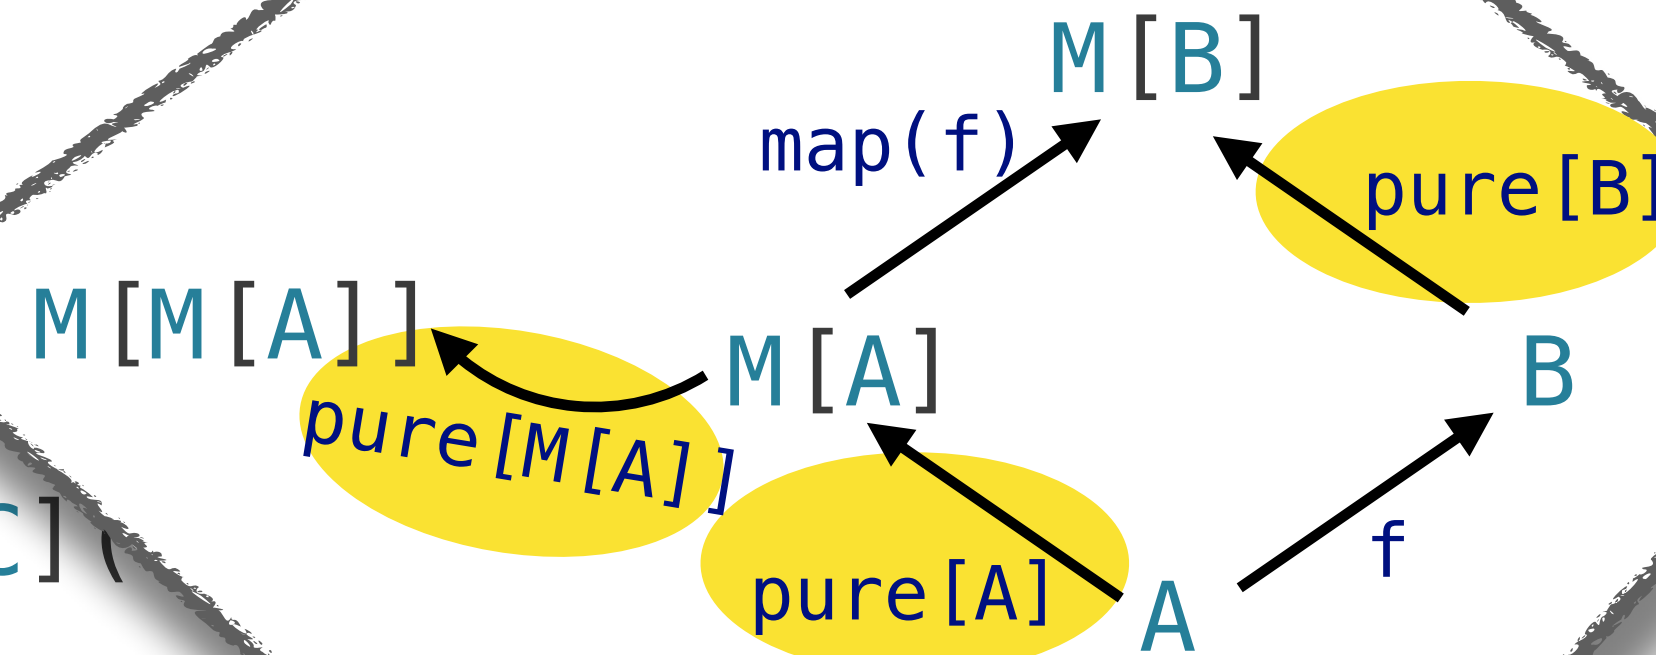 M[B]
map(f)
pure[B]
M[M[A]]
M[A]
B
pure[M[A]]
C](
f
pure[A]
A